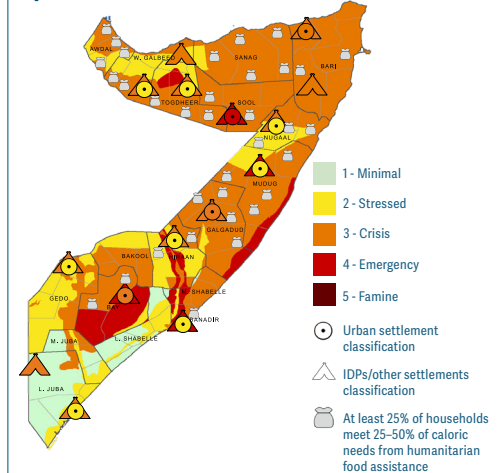 AWDAL
W. GALBEED
SANAG
BARI
TOGDHEER
SOOL
NUGAAL
MUDUG
GALGADUD
BAKOOL
HIRAN
GEDO
BAY
M. SHABELLE
BANADIR
L. SHABELLE
M. JUBA
L. JUBA
1 - Minimal
2 - Stressed
3 - Crisis
4 - Emergency
5 - Famine
Urban settlement
classification
IDPs/other settlements
classification
At least 25% of households
meet 25–50% of caloric
needs from humanitarian
food assistance